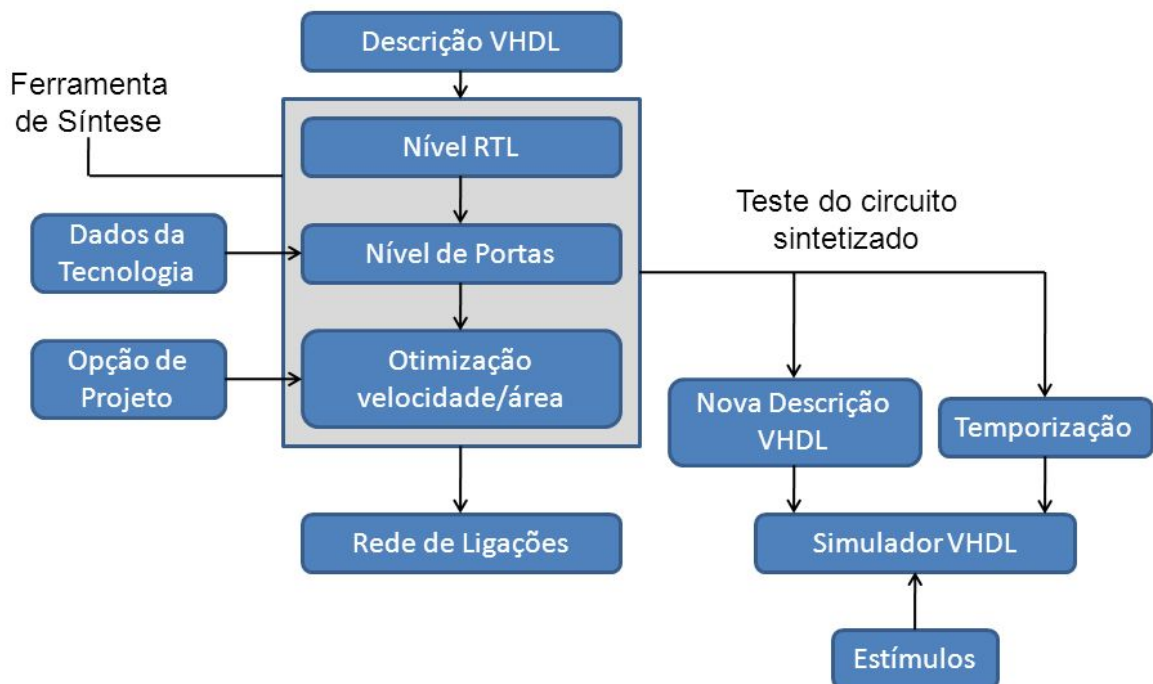 Descrição VHDL
Ferramenta
de Síntese
Nível RTL
Dados da
Tecnologia
Nível de Portas
Opção de
Projeto
Otimização
velocidade/área
Rede de Ligações
Teste do circuito
sintetizado
Nova Descrição
VHDL
Temporização
Simulador VHDL
Estímulos